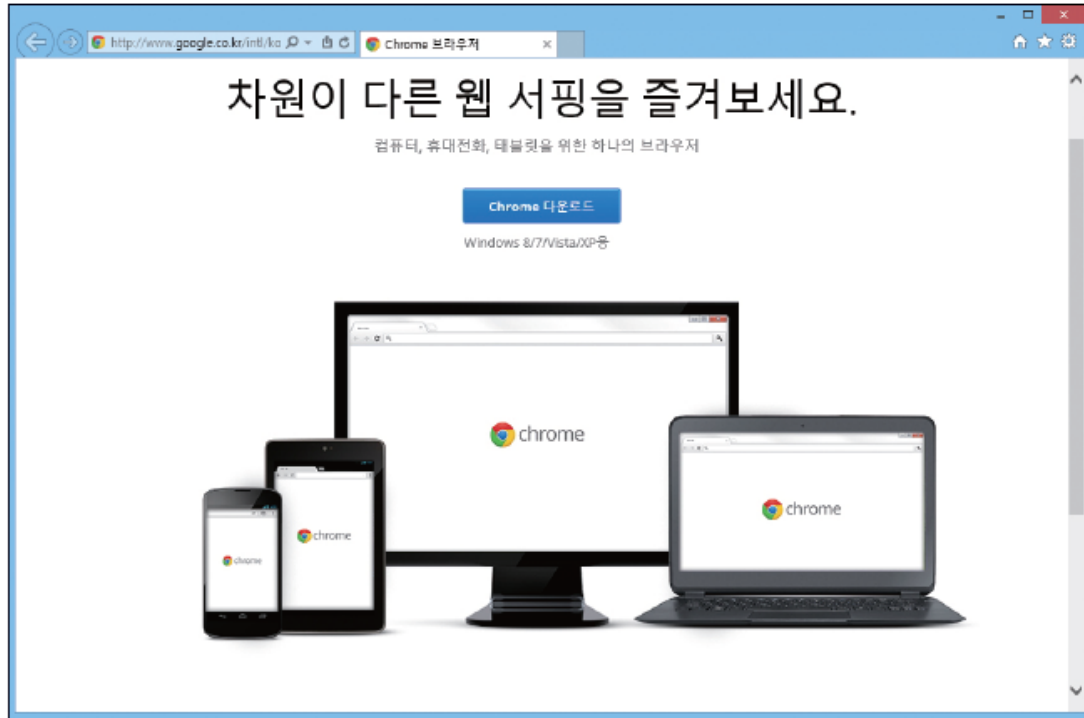 http://www.google.co.kr/intl/ko
Chrome 브라우저
차원이 다른 웹 서핑을 즐겨보세요.
컴퓨터, 휴대전화, 태블릿을 위한 하나의 브라우저
Chrome 다운로드
Windows 8/7/Vista/XP용
chrome
chrome
chrome
chrome